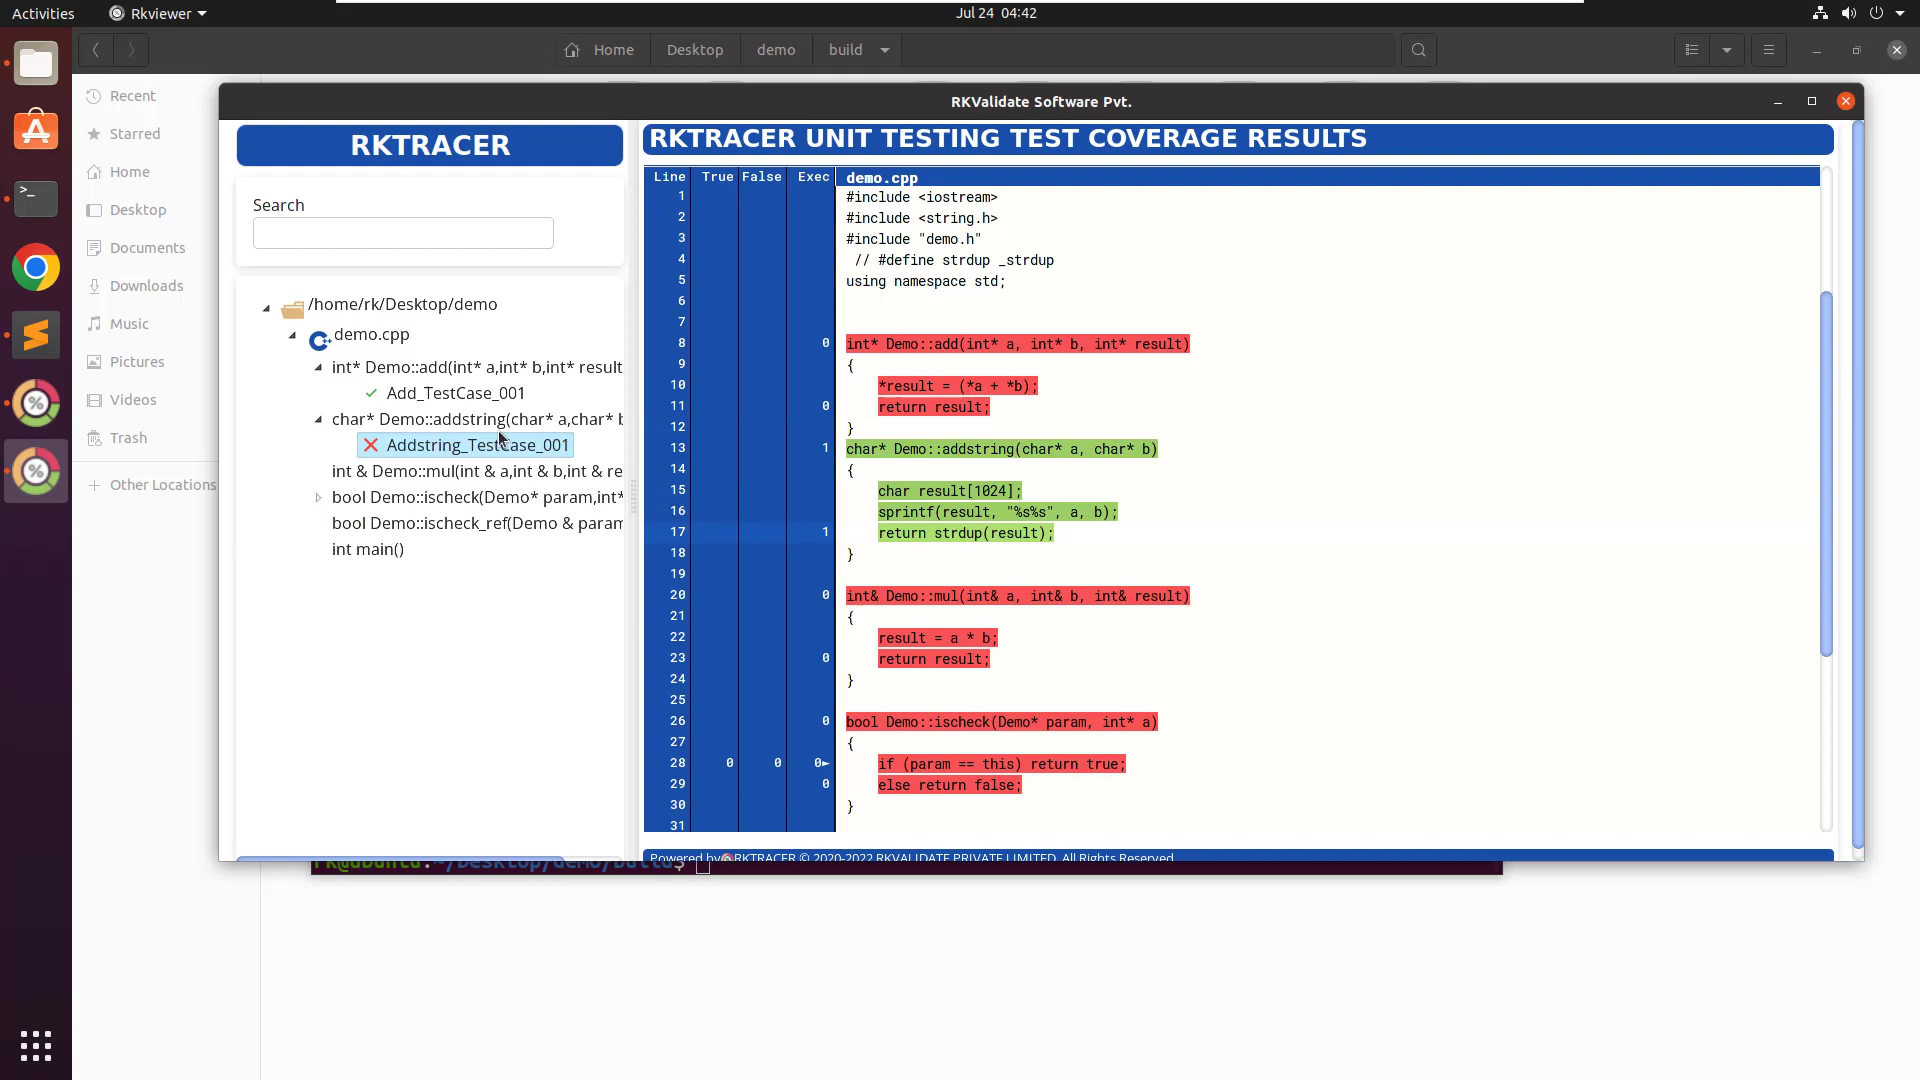 Activities
Rkviewer
Jul 24 04:42
Home
Desktop
demo
build
Recent
Starred
Home
Desktop
Documents
Downloads
Music
Pictures
Videos
Trash
Other Locations
RKValidate Software Pvt.
RKTRACER
Search
/home/rk/Desktop/demo
demo.cpp
int* Demo::add(int* a,int* b,int* result
Add_TestCase_001
char* Demo::addstring(char* a,char* b
Addstring_TestCase_001
int & Demo::mul(int & a,int & b,int & re
bool Demo::ischeck(Demo* param,int*
bool Demo::ischeck_ref(Demo & param
int main()
RKTRACER UNIT TESTING TEST COVERAGE RESULTS
Line True False Exec demo.cpp
1 #include <iostream>
2 #include <string.h>
3 #include "demo.h"
4 // #define strdup _strdup
5 using namespace std;
6
7
8 0 int* Demo::add(int* a, int* b, int* result)
9 {
10 *result = (*a + *b);
11 0 return result;
12 }
13 1 char* Demo::addstring(char* a, char* b)
14 {
15 char result[1024];
16 sprintf(result, "%s%s", a, b);
17 1 return strdup(result);
18 }
19
20 0 int& Demo::mul(int& a, int& b, int& result)
21 {
22 result = a * b;
23 0 return result;
24 }
25
26 0 bool Demo::ischeck(Demo* param, int* a)
27 {
28 0 0 0► if (param == this) return true;
29 0 else return false;
30 }
31
Powered by RKTRACER © 2020-2022 RKVALIDATE PRIVATE LIMITED. All Rights Reserved
rk@ubuntu:~/Desktop/demo/build$